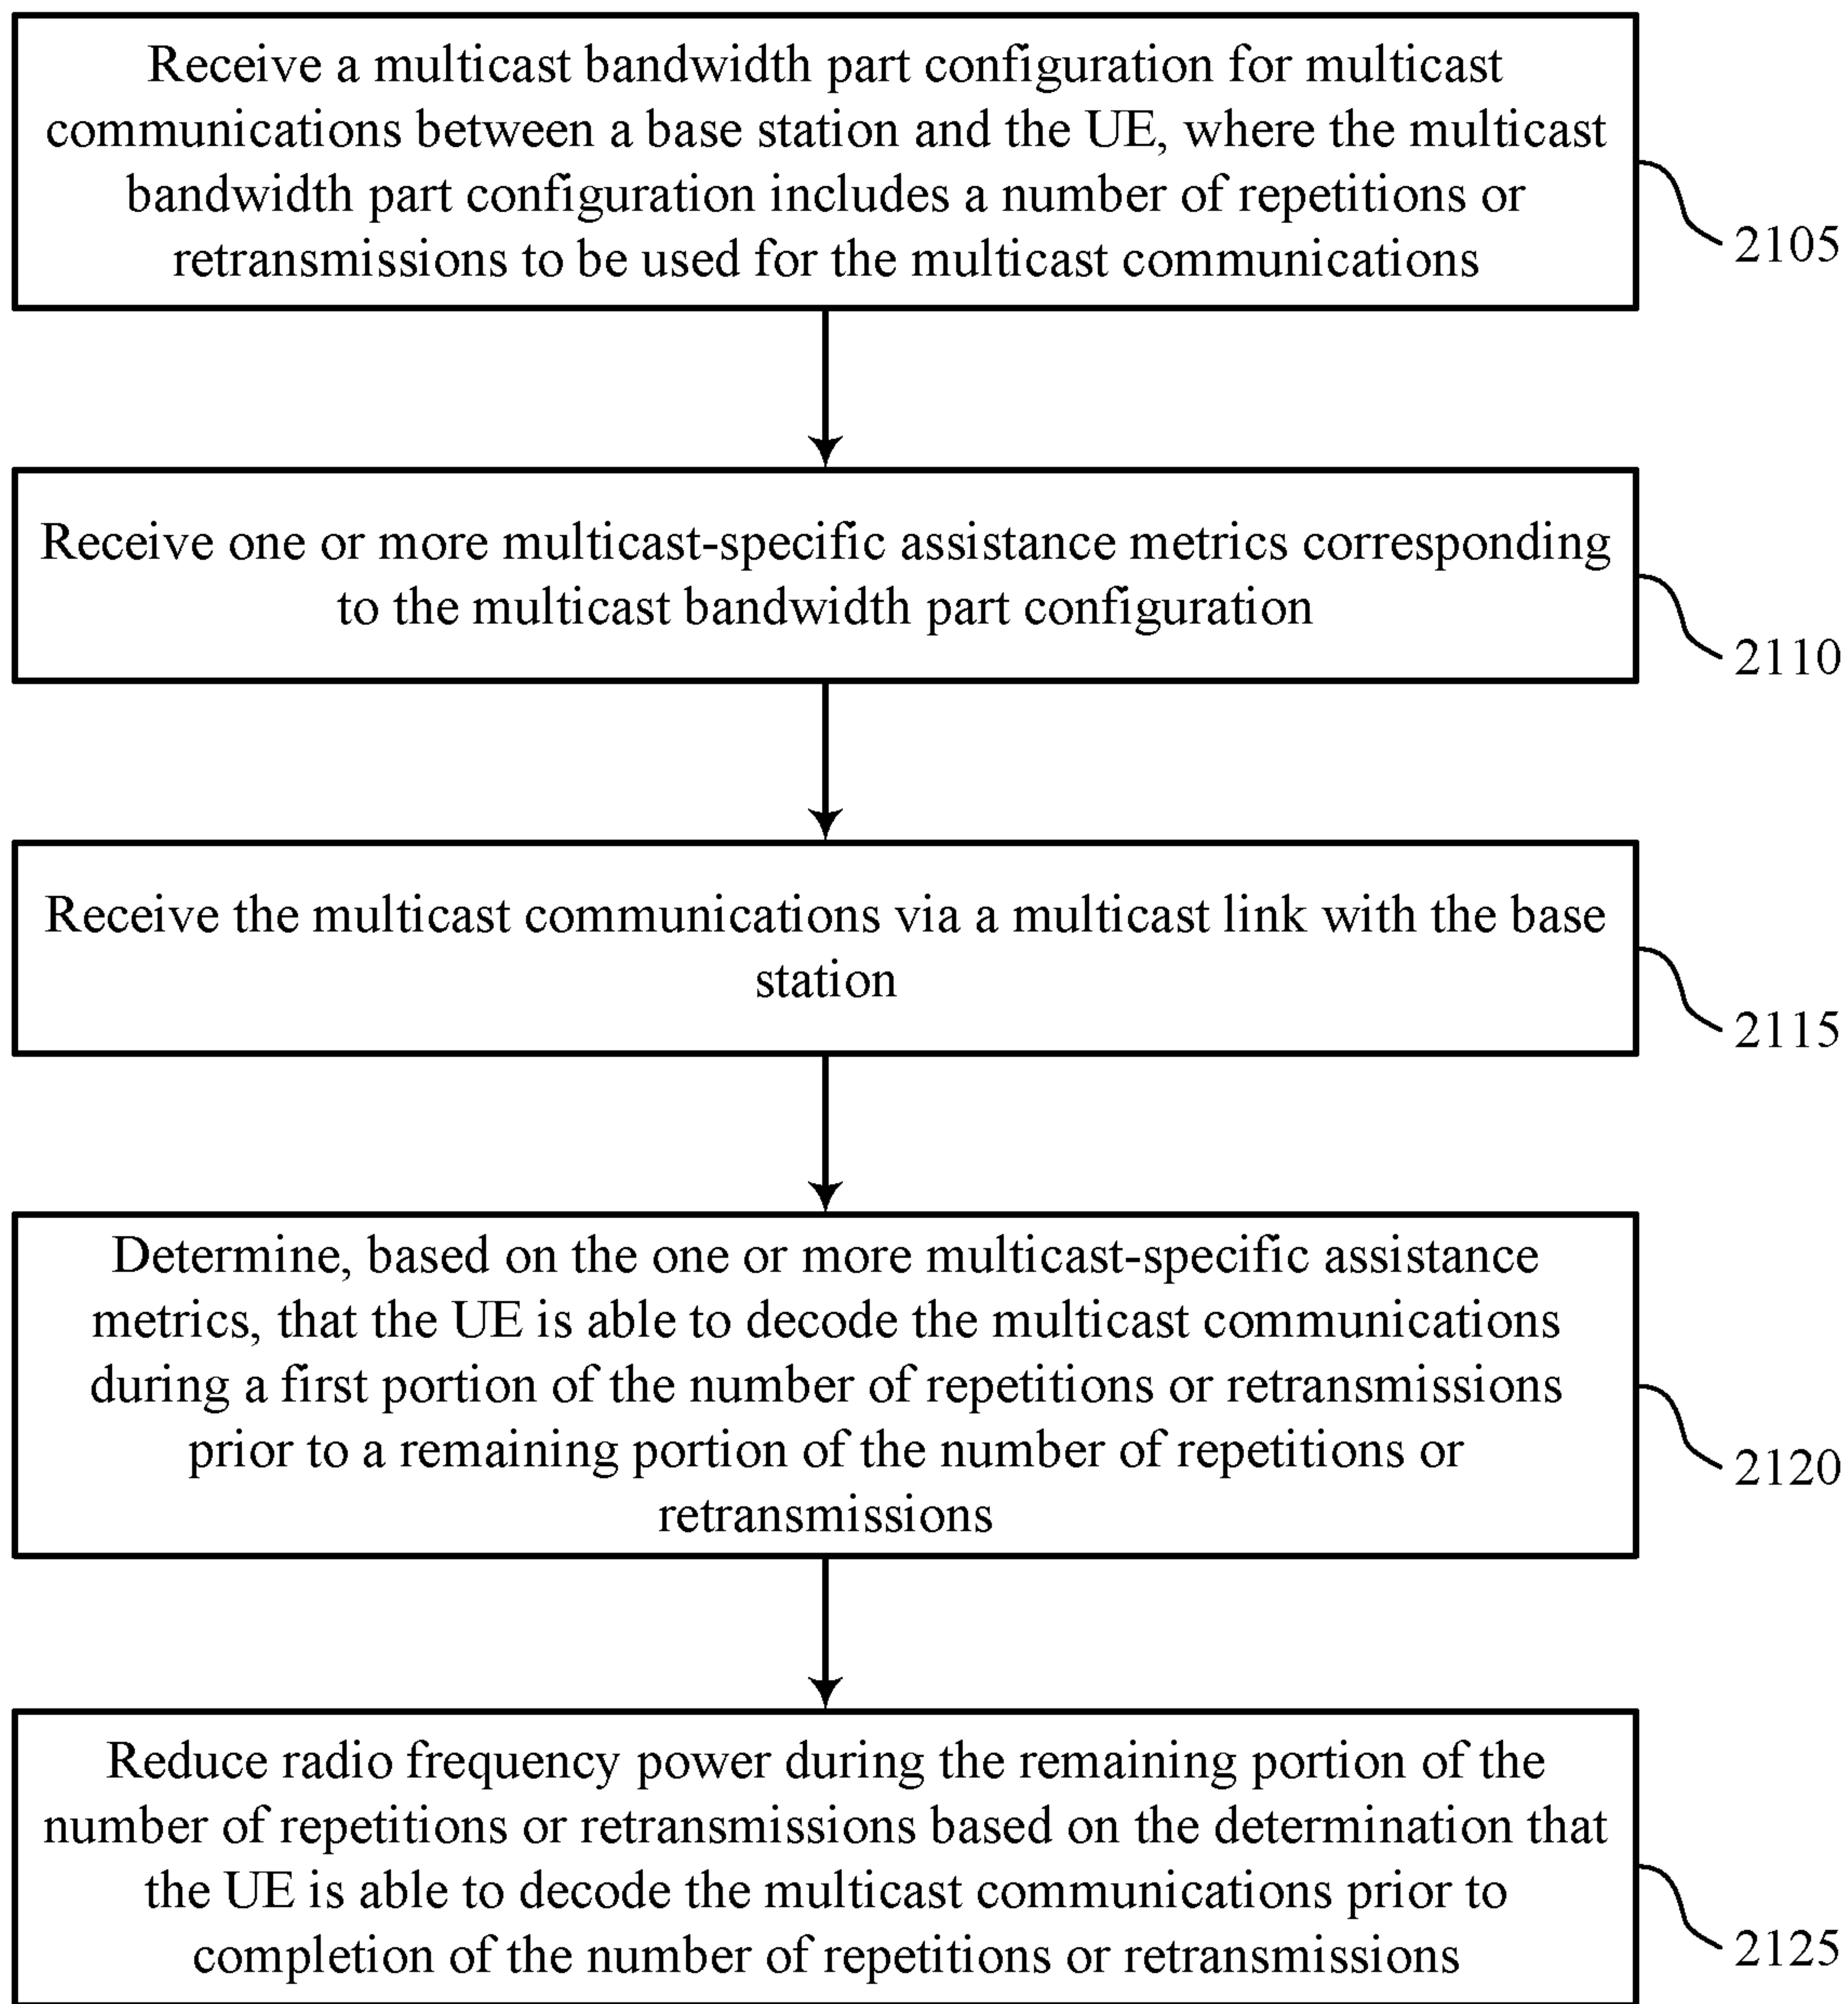 Receive a multicast bandwidth part configuration for multicast
communications between a base station and the UE, where the multicast
bandwidth part configuration includes a number of repetitions or
retransmissions to be used for the multicast communications
2105
Receive one or more multicast-specific assistance metrics corresponding
to the multicast bandwidth part configuration
2110
Receive the multicast communications via a multicast link with the base
station
2115
Determine, based on the one or more multicast-specific assistance
metrics, that the UE is able to decode the multicast communications
during a first portion of the number of repetitions or retransmissions
prior to a remaining portion of the number of repetitions or
retransmissions
2120
Reduce radio frequency power during the remaining portion of the
number of repetitions or retransmissions based on the determination that
the UE is able to decode the multicast communications prior to
completion of the number of repetitions or retransmissions
2125